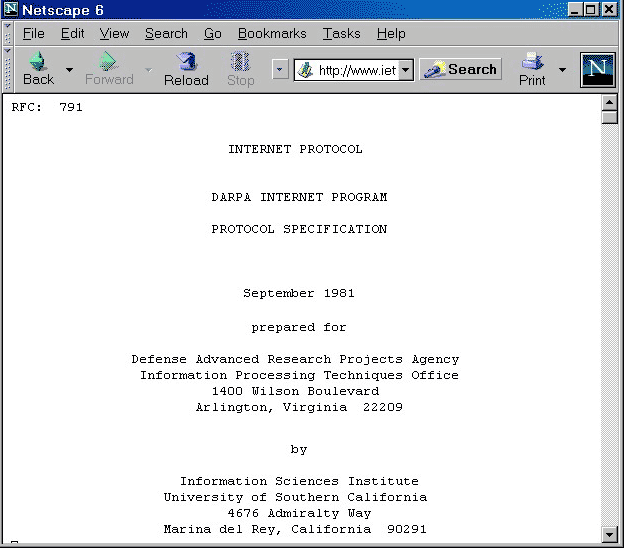 Netscape 6
File Edit View Search Go Bookmarks Tasks Help
Back Forward Reload Stop http://www.iet Search Print N
RFC: 791
INTERNET PROTOCOL
DARPA INTERNET PROGRAM
PROTOCOL SPECIFICATION
September 1981
prepared for
Defense Advanced Research Projects Agency
Information Processing Techniques Office
1400 Wilson Boulevard
Arlington, Virginia 22209
by
Information Sciences Institute
University of Southern California
4676 Admiralty Way
Marina del Rey, California 90291